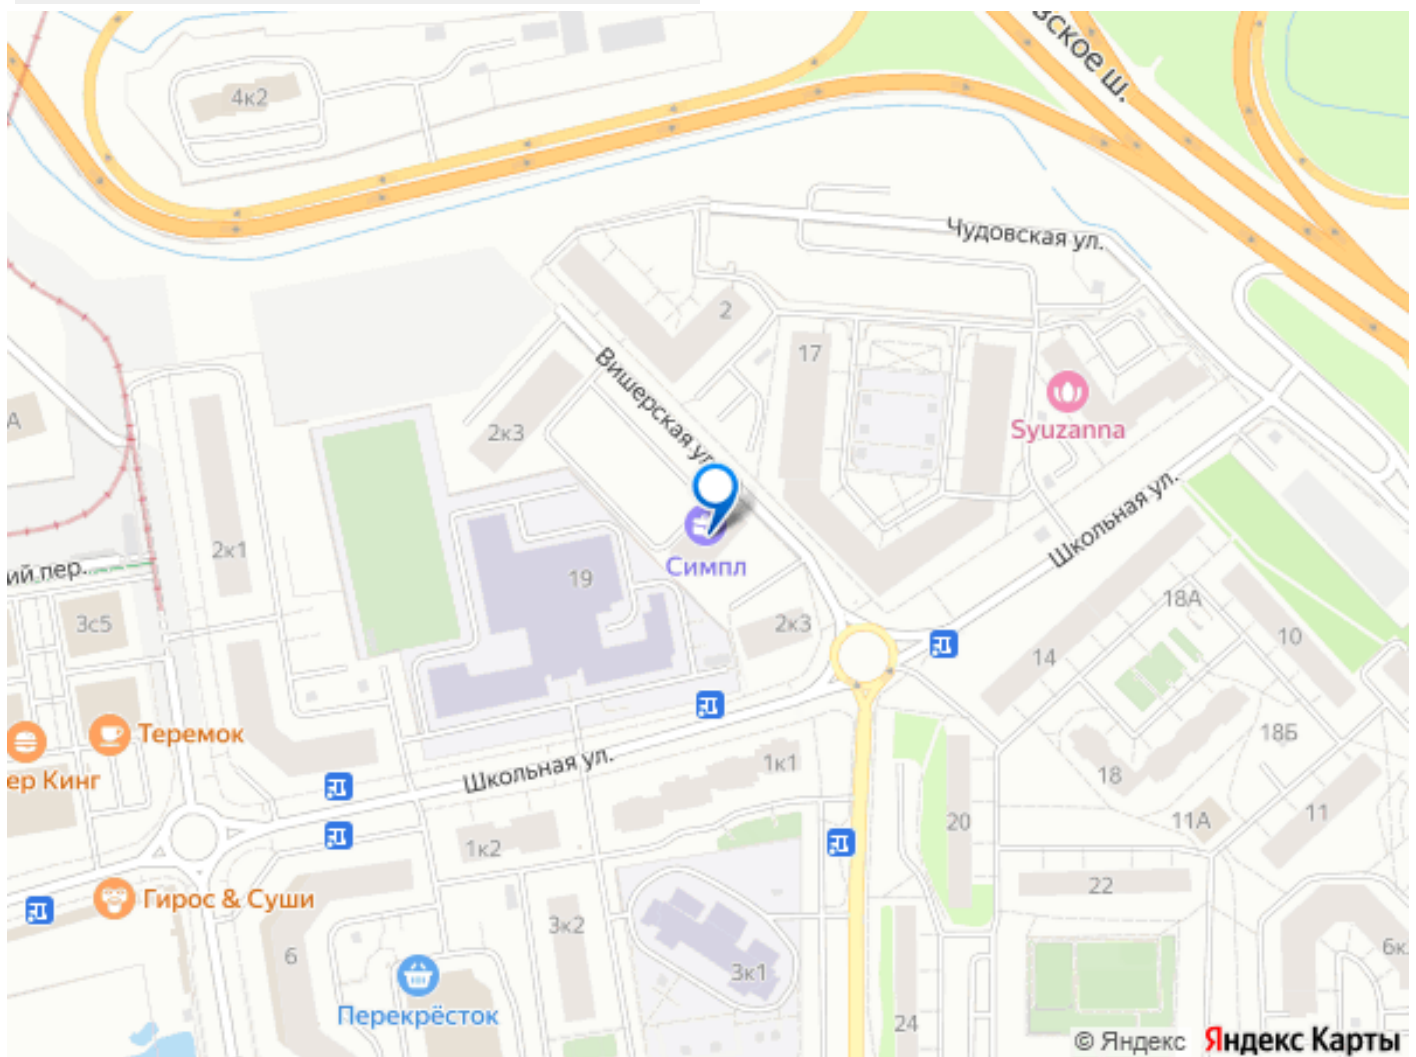 вское ш.
4к2
Чудовская ул.
2
17
Вишерская ул
Syuzanna
А
2к3
2к1
Школьная ул.
Симпл
ий пер.
19
18А
3с5
2к3
10
14
Теремок
18Б
ер Кинг
Школьная ул.
1к1
18
11
11А
20
1к2
22
Гирос & Суши
3к2
6
6к
3к1
Перекрёсток
24
© Яндекс Яндекс Карты